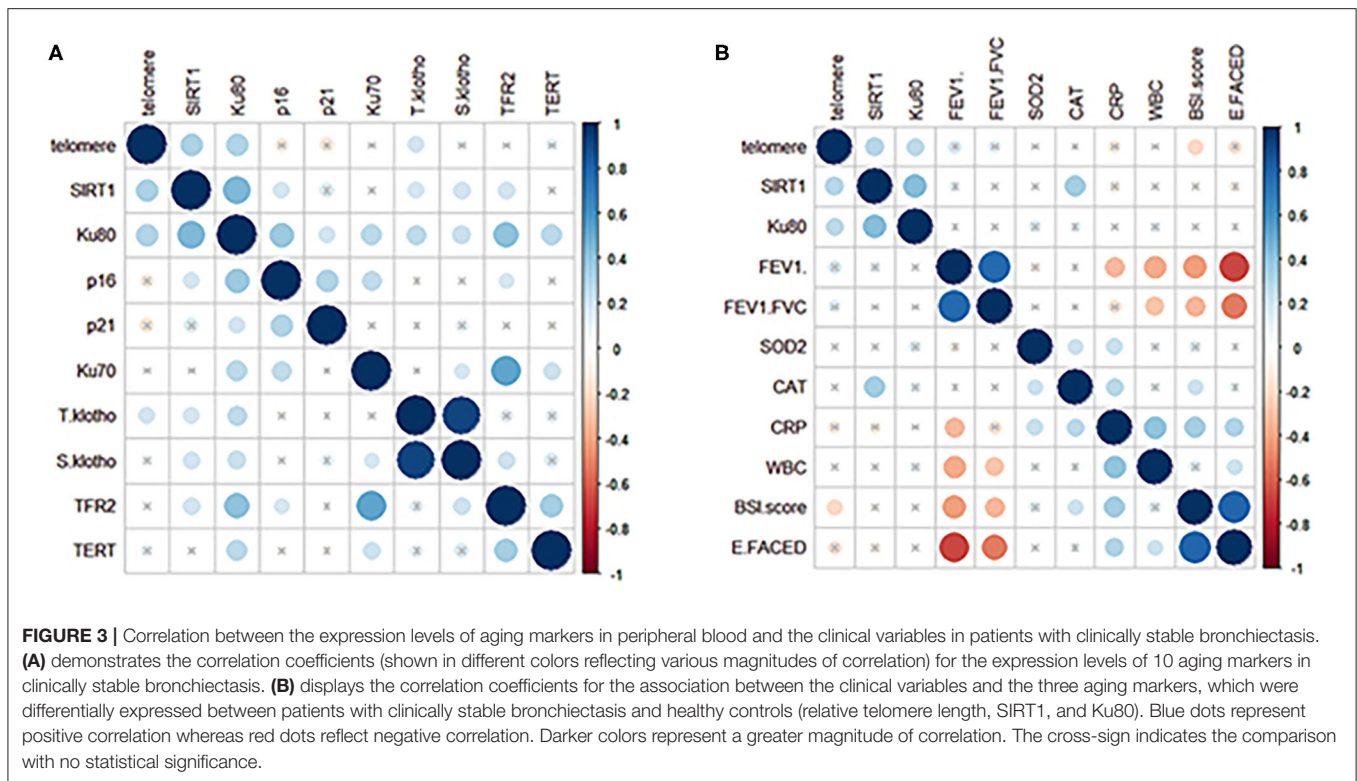 A
B
telomere SIRT1 Ku80 p16 p21 Ku70 T.klotho S.klotho TFR2 TERT
telomere SIRT1 Ku80 FEV1. FEV1.FVC SOD2 CAT CRP WBC BSI.score E.FACED
telomere
SIRT1
Ku80
p16
p21
Ku70
T.klotho
S.klotho
TFR2
TERT
1
0.8
0.6
0.4
0.2
0
-0.2
-0.4
-0.6
-0.8
-1
telomere
SIRT1
Ku80
FEV1.
FEV1.FVC
SOD2
CAT
CRP
WBC
BSI.score
E.FACED
1
0.8
0.6
0.4
0.2
0
-0.2
-0.4
-0.6
-0.8
-1
FIGURE 3 | Correlation between the expression levels of aging markers in peripheral blood and the clinical variables in patients with clinically stable bronchiectasis.
(A) demonstrates the correlation coefficients (shown in different colors reflecting various magnitudes of correlation) for the expression levels of 10 aging markers in
clinically stable bronchiectasis. (B) displays the correlation coefficients for the association between the clinical variables and the three aging markers, which were
differentially expressed between patients with clinically stable bronchiectasis and healthy controls (relative telomere length, SIRT1, and Ku80). Blue dots represent
positive correlation whereas red dots reflect negative correlation. Darker colors represent a greater magnitude of correlation. The cross-sign indicates the comparison
with no statistical significance.